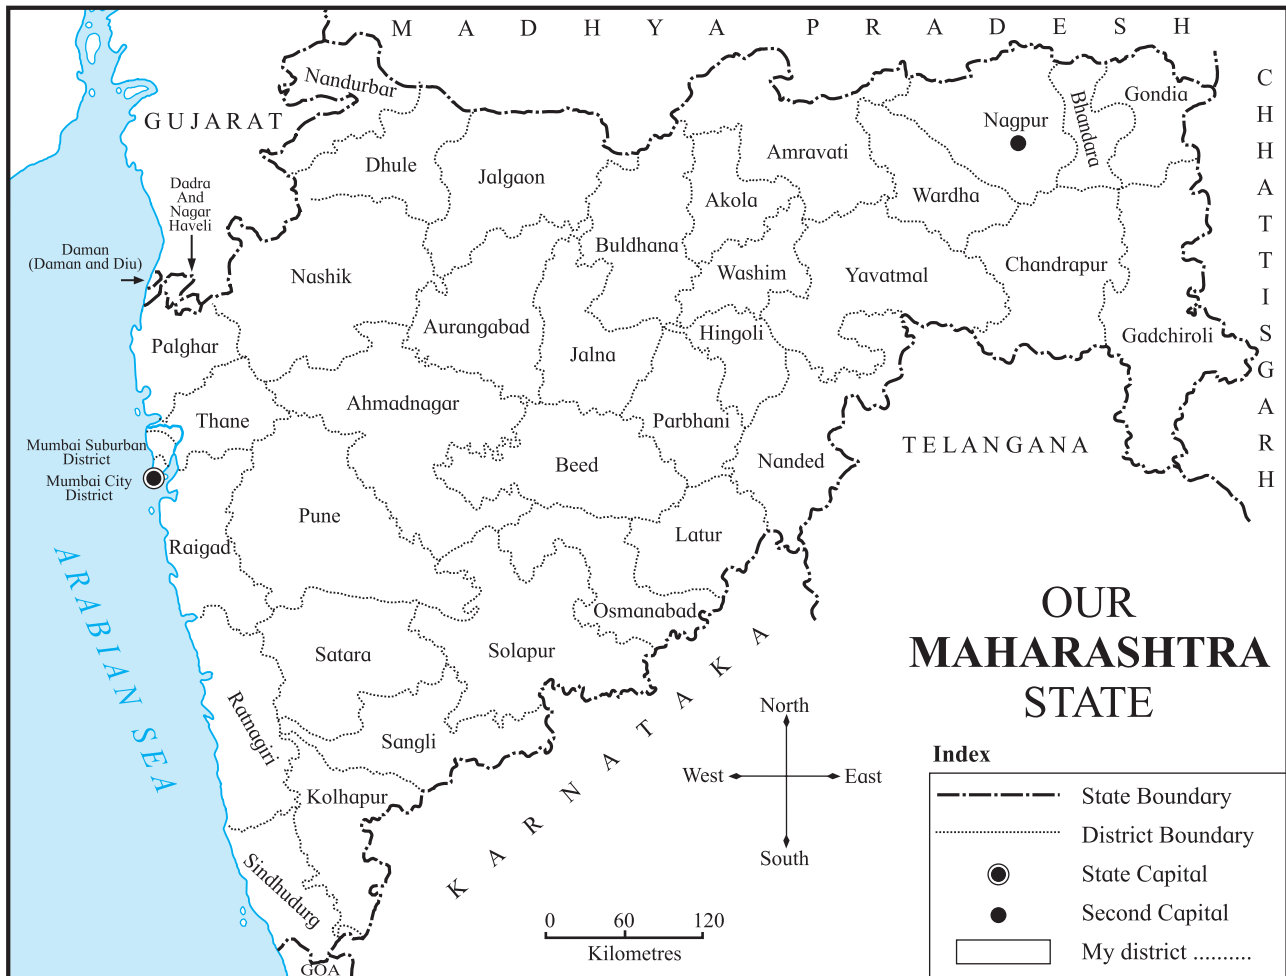 MADHYA PRADESH
CHHATTISGARH
Nandurbar
GUJARAT
Dhule
Jalgaon
Amravati
Nagpur
Bhandara
Gondia
Dadra
And
Nagar
Haveli
Akola
Wardha
Daman
(Daman and Diu)
Nashik
Buldhana
Washim
Yavatmal
Chandrapur
Palghar
Aurangabad
Jalna
Hingoli
Gadchiroli
Thane
Ahmadnagar
Parbhani
TELANGANA
Mumbai Suburban
District
Mumbai City
District
Beed
Nanded
Pune
Raigad
Latur
ARABIAN SEA
Osmanabad
Satara
Solapur
Ratnagiri
Sangli
Kolhapur
KARNATAKA
Sindhudurg
GOA
OUR
MAHARASHTRA
STATE
North
West
East
South
0 60 120
Kilometres
Index
State Boundary
District Boundary
State Capital
Second Capital
My district ..........